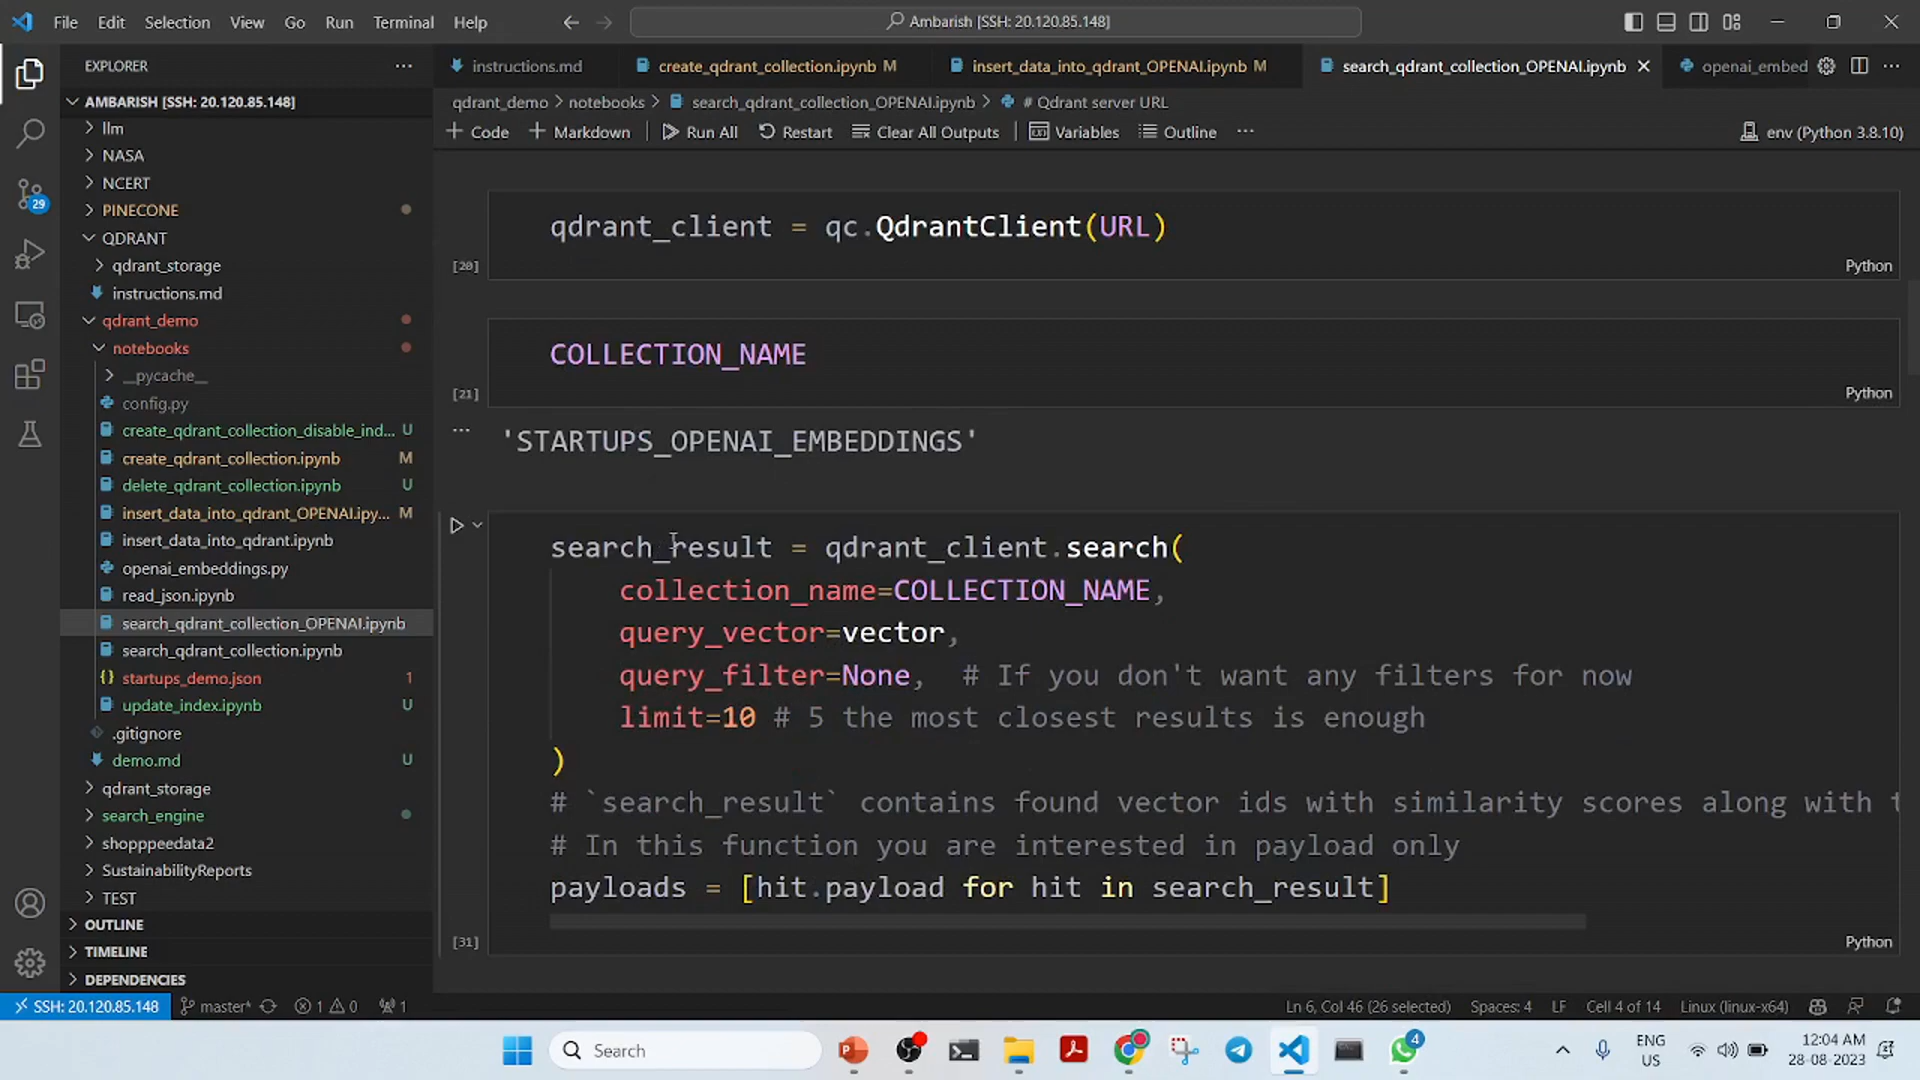 File Edit Selection View Go Run Terminal Help
Ambarish [SSH: 20.120.85.148]
EXPLORER
AMBARISH [SSH: 20.120.85.148]
llm
NASA
NCERT
PINECONE
QDRANT
qdrant_storage
instructions.md
qdrant_demo
notebooks
__pycache__
config.py
create_qdrant_collection_disable_ind... U
create_qdrant_collection.ipynb M
delete_qdrant_collection.ipynb U
insert_data_into_qdrant_OPENAI.ipy... M
insert_data_into_qdrant.ipynb
openai_embeddings.py
read_json.ipynb
search_qdrant_collection_OPENAI.ipynb
search_qdrant_collection.ipynb
{} startups_demo.json 1
update_index.ipynb U
.gitignore
demo.md U
qdrant_storage
search_engine
shopppeedata2
SustainabilityReports
TEST
OUTLINE
TIMELINE
DEPENDENCIES
29
instructions.md create_qdrant_collection.ipynb M insert_data_into_qdrant_OPENAI.ipynb M search_qdrant_collection_OPENAI.ipynb openai_embed
qdrant_demo > notebooks > search_qdrant_collection_OPENAI.ipynb > # Qdrant server URL
+ Code + Markdown Run All Restart Clear All Outputs Variables Outline ... env (Python 3.8.10)
qdrant_client = qc.QdrantClient(URL)
[20] Python
COLLECTION_NAME
[21] Python
'STARTUPS_OPENAI_EMBEDDINGS'
search_result = qdrant_client.search(
collection_name=COLLECTION_NAME,
query_vector=vector,
query_filter=None, # If you don't want any filters for now
limit=10 # 5 the most closest results is enough
)
# `search_result` contains found vector ids with similarity scores along with t
# In this function you are interested in payload only
payloads = [hit.payload for hit in search_result]
[31] Python
SSH: 20.120.85.148 master* 1 0 1 Ln 6, Col 46 (26 selected) Spaces: 4 LF Cell 4 of 14 Linux (linux-x64)
Search
4
ENG
US
12:04 AM
28-08-2023